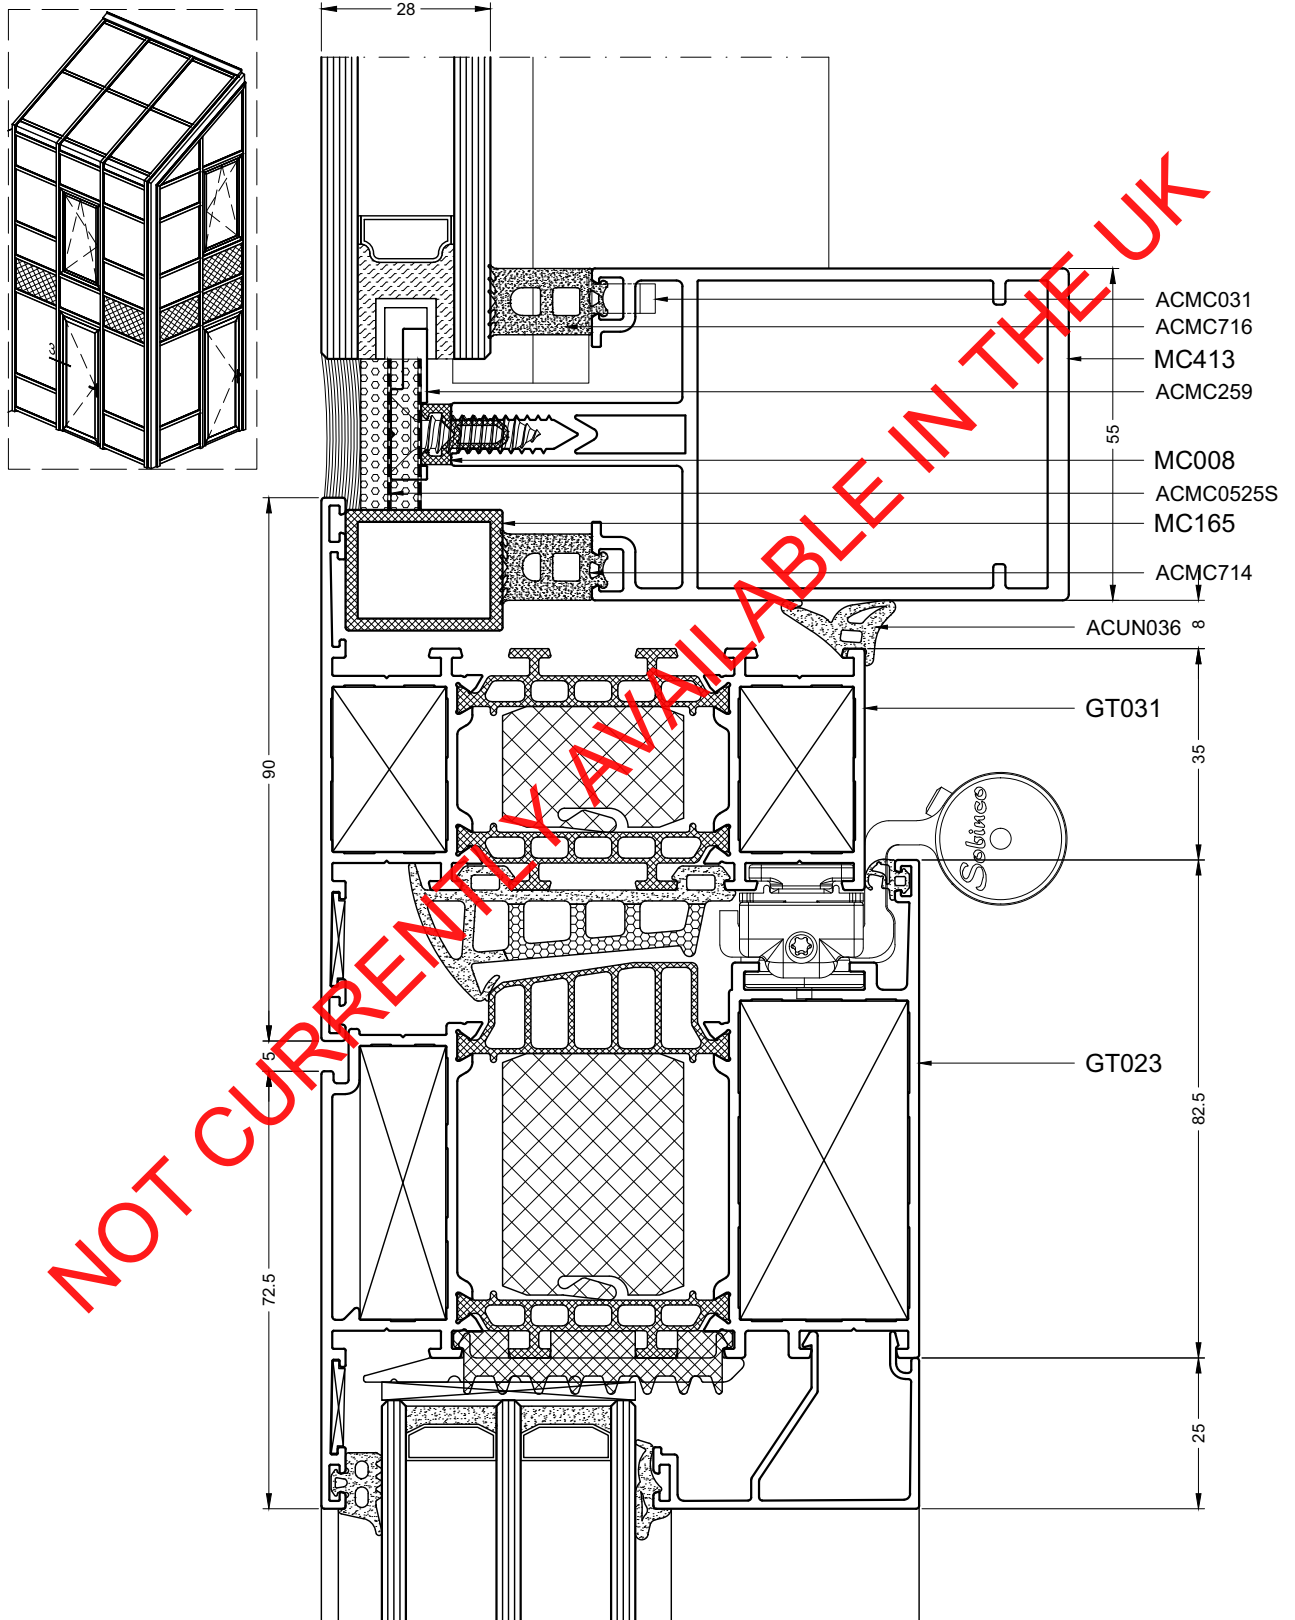 28
ACMC031
ACMC716
MC413
ACMC259
55
MC008
ACMC0525S
MC165
ACMC714
ACUN036
8
GT031
35
90
Sobinco
GT023
5
82.5
72.5
25
3
NOT CURRENTLY AVAILABLE IN THE UK